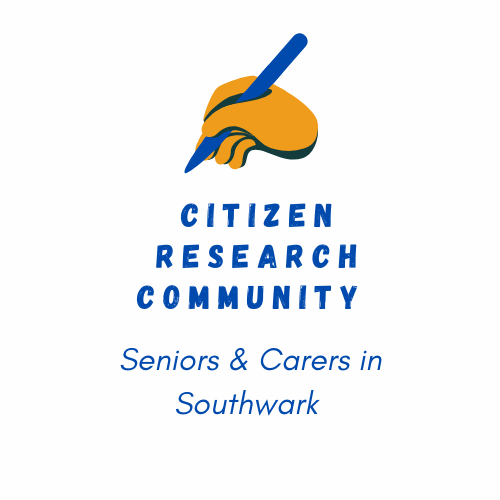 CITIZEN
RESEARCH
COMMUNITY
Seniors & Carers in
Southwark